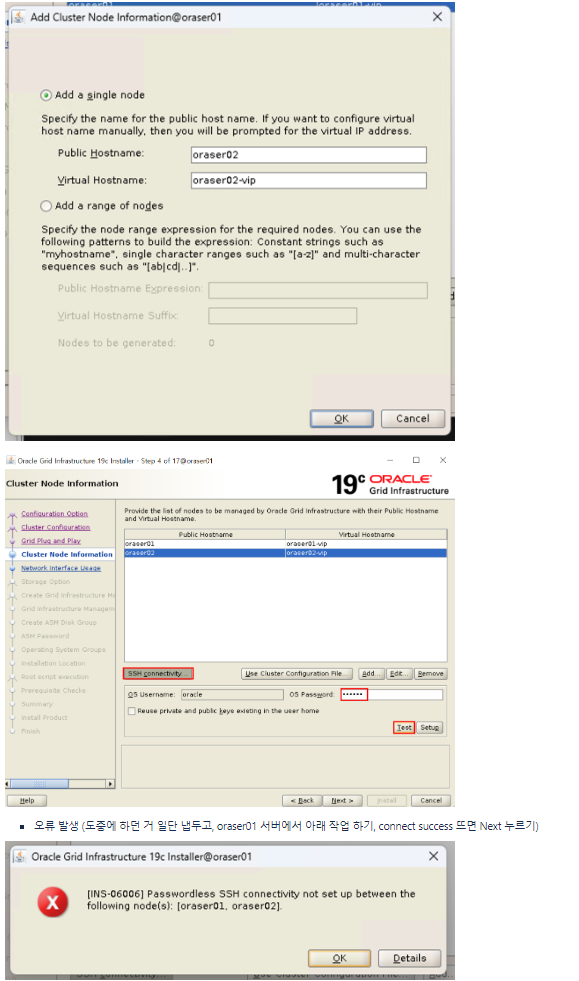 Add Cluster Node Information@oraser01
Add a single node
Specify the name for the public host name. If you want to configure virtual
host name manually, then you will be prompted for the virtual IP address.
Public Hostname:
oraser02
Virtual Hostname:
oraser02-vip
Add a range of nodes
Specify the node range expression for the required nodes. You can use the
following patterns to build the expression: Constant strings such as
"myhostname", single character ranges such as "[a-z]" and multi-character
sequences such as "[ab|cd|..]".
Public Hostname Expression:
Virtual Hostname Suffix:
Nodes to be generated: 0
OK Cancel
Oracle Grid Infrastructure 19c Installer - Step 4 of 17@oraser01
Cluster Node Information
19c ORACLE
Grid Infrastructure
Configuration Option
Cluster Configuration
Grid Plug and Play
Cluster Node Information
Network Interface Usage
Storage Option
Create Grid Infrastructure Ma
Grid Infrastructure Managem
Create ASM Disk Group
ASM Password
Operating System Groups
Installation Location
Root script execution
Prerequisite Checks
Summary
Install Product
Finish
Provide the list of nodes to be managed by Oracle Grid Infrastructure with their Public Hostname
and Virtual Hostname.
Public Hostname Virtual Hostname
oraser01 oraser01-vip
oraser02 oraser02-vip
SSH connectivity... Use Cluster Configuration File... Add... Edit... Remove
OS Username: oracle OS Password: ••••••
Reuse private and public keys existing in the user home
Test Setup
Help < Back Next > Install Cancel
▪ 오류 발생 (도중에 하던 거 일단 냅두고, oraser01 서버에서 아래 작업 하기, connect success 뜨면 Next 누르기)
Oracle Grid Infrastructure 19c Installer@oraser01
[INS-06006] Passwordless SSH connectivity not set up between the
following node(s): [oraser01, oraser02].
OK Details